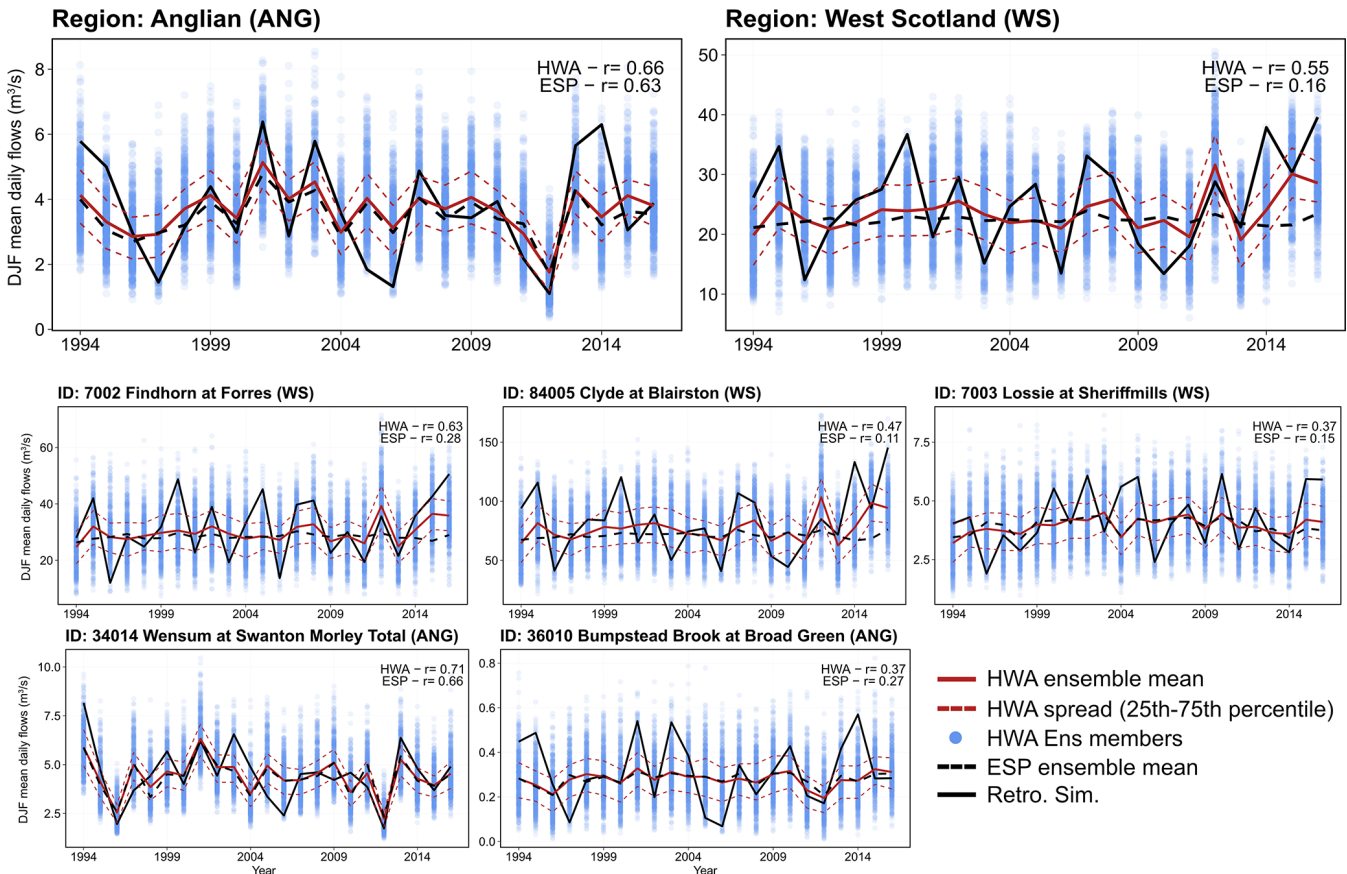 Region: Anglian (ANG)
Region: West Scotland (WS)
DJF mean daily flows (m³/s)
8
6
4
2
0
HWA − r= 0.66
ESP − r= 0.63
1994
1999
2004
2009
2014
50
40
30
20
10
HWA − r= 0.55
ESP − r= 0.16
1994
1999
2004
2009
2014
ID: 7002 Findhorn at Forres (WS)
ID: 84005 Clyde at Blairston (WS)
ID: 7003 Lossie at Sheriffmills (WS)
DJF mean daily flows (m³/s)
60
40
20
HWA − r= 0.63
ESP − r= 0.28
1994
1999
2004
2009
2014
150
100
50
HWA − r= 0.47
ESP − r= 0.11
1994
1999
2004
2009
2014
7.5
5.0
2.5
HWA − r= 0.37
ESP − r= 0.15
1994
1999
2004
2009
2014
ID: 34014 Wensum at Swanton Morley Total (ANG)
ID: 36010 Bumpstead Brook at Broad Green (ANG)
DJF mean daily flows (m³/s)
10.0
7.5
5.0
2.5
HWA − r= 0.71
ESP − r= 0.66
1994
1999
2004
2009
2014
Year
0.8
0.6
0.4
0.2
0.0
HWA − r= 0.37
ESP − r= 0.27
1994
1999
2004
2009
2014
Year
HWA ensemble mean
HWA spread (25th-75th percentile)
HWA Ens members
ESP ensemble mean
Retro. Sim.